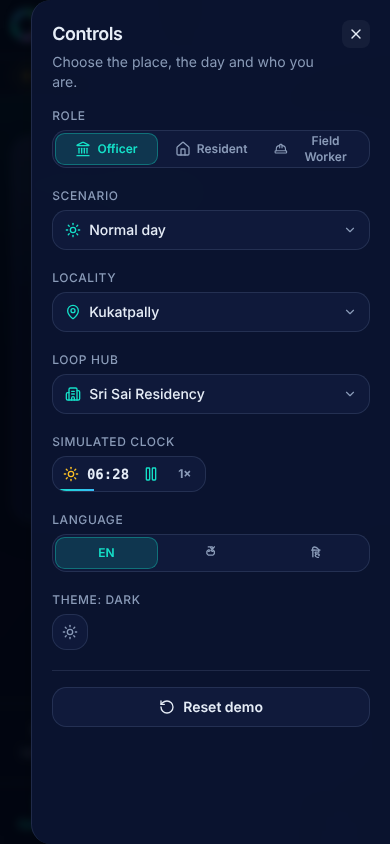 Controls
Choose the place, the day and who you
are.
ROLE
Officer
Resident
Field
Worker
SCENARIO
Normal day
LOCALITY
Kukatpally
LOOP HUB
Sri Sai Residency
SIMULATED CLOCK
06:28
1×
LANGUAGE
EN
తె
हि
THEME: DARK
Reset demo